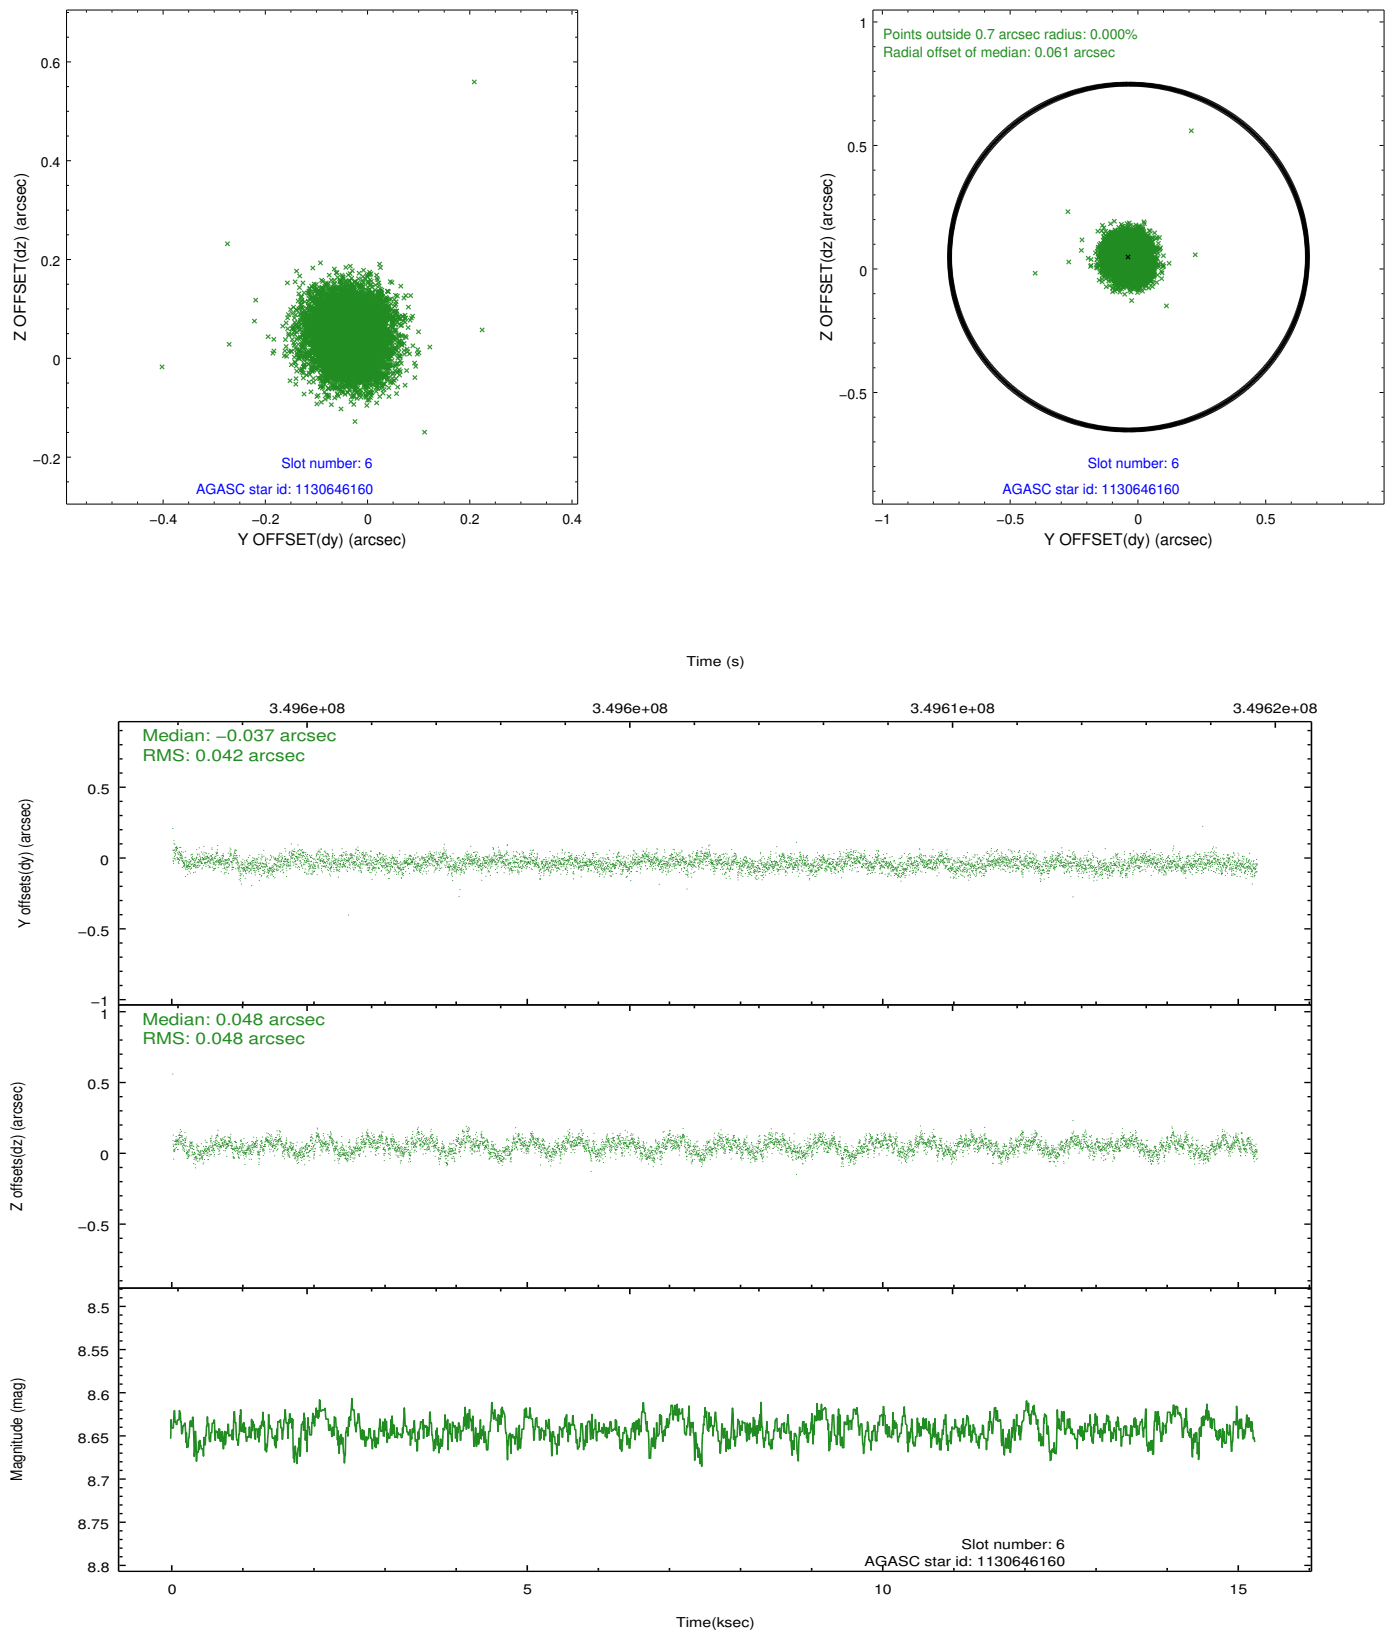 0.6
0.4
0.2
0
−0.2
Z OFFSET(dz) (arcsec)
Slot number: 6
AGASC star id: 1130646160
−0.4
−0.2
0
0.2
0.4
Y OFFSET(dy) (arcsec)
Points outside 0.7 arcsec radius: 0.000%
Radial offset of median: 0.061 arcsec
1
0.5
0
−0.5
Z OFFSET(dz) (arcsec)
Slot number: 6
AGASC star id: 1130646160
−1
−0.5
0
0.5
Y OFFSET(dy) (arcsec)
Time (s)
3.496e+08
3.496e+08
3.4961e+08
3.4962e+08
Median: −0.037 arcsec
RMS: 0.042 arcsec
0.5
0
−0.5
−1
Y offsets(dy) (arcsec)
Median: 0.048 arcsec
RMS: 0.048 arcsec
1
0.5
0
−0.5
Z offsets(dz) (arcsec)
8.5
8.55
8.6
8.65
8.7
8.75
8.8
Magnitude (mag)
Slot number: 6
AGASC star id: 1130646160
0
5
10
15
Time(ksec)